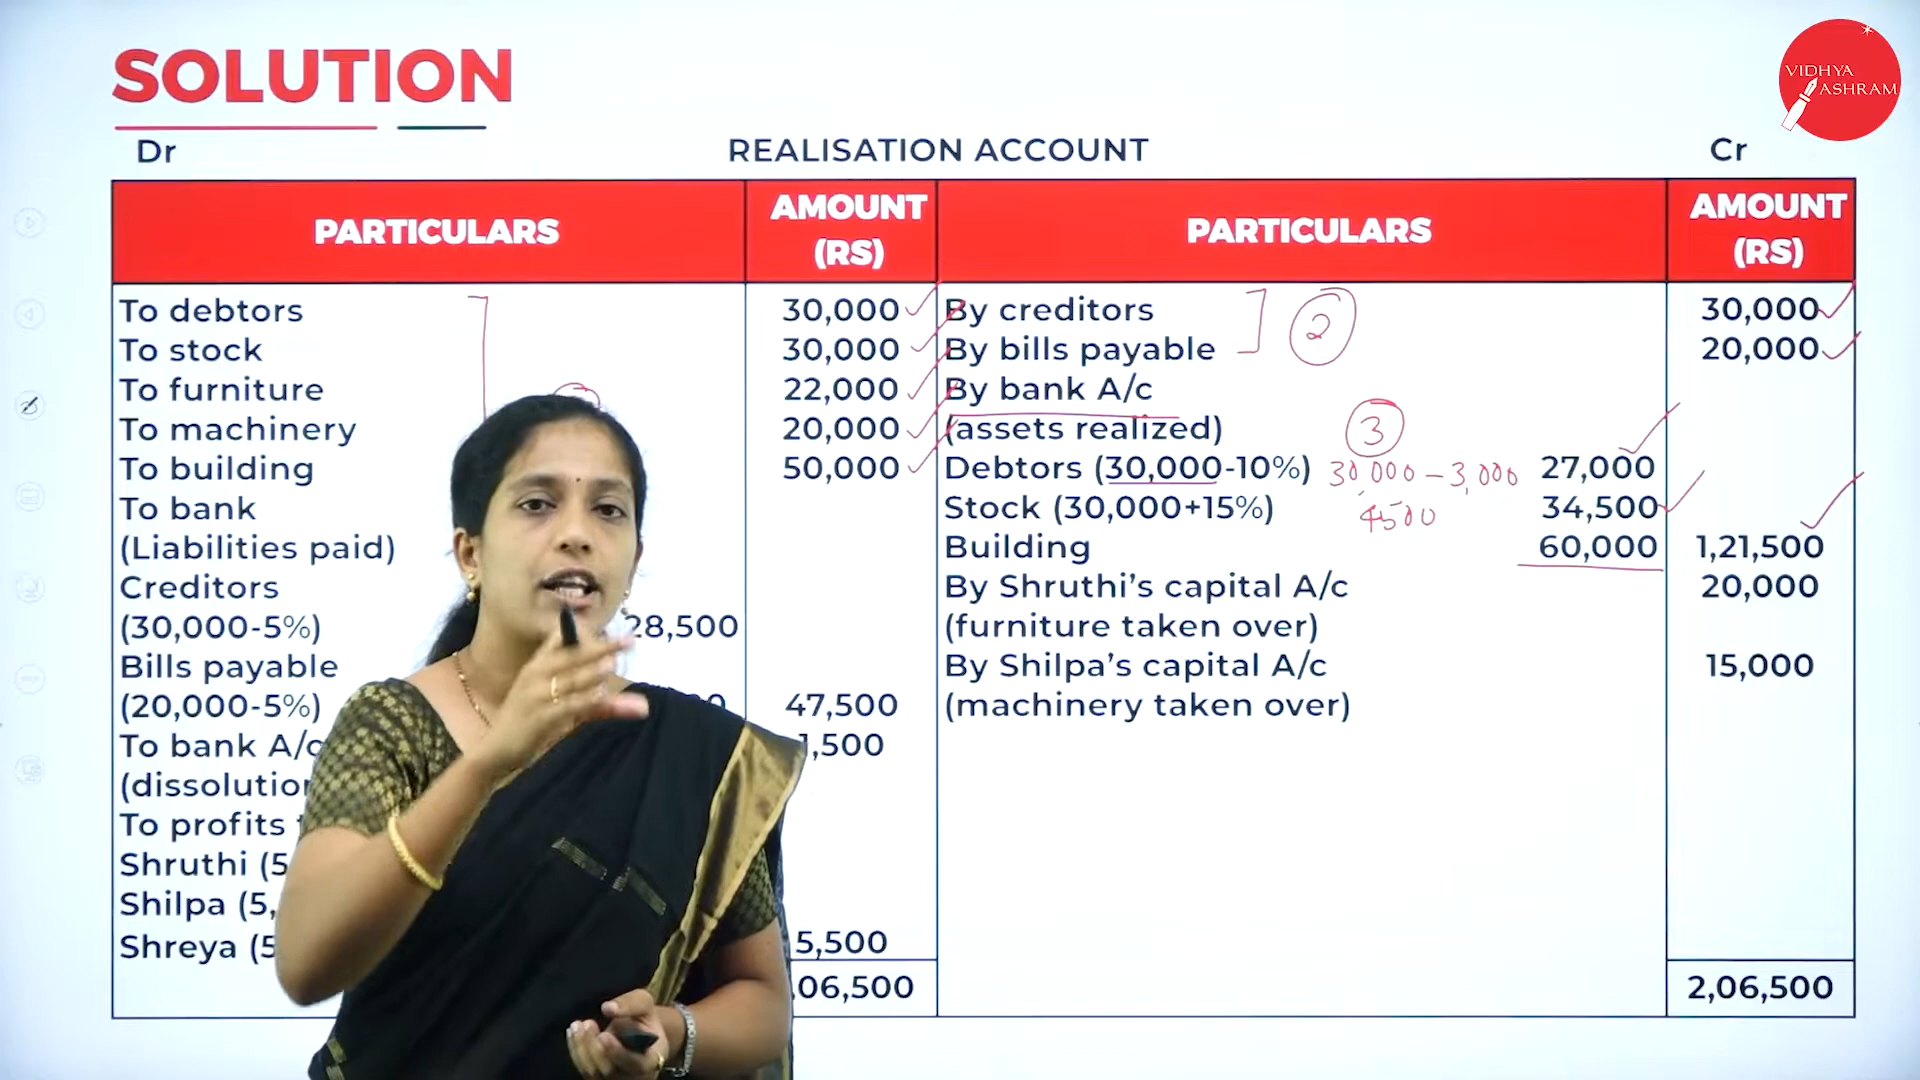 SOLUTION
VIDHYA
ASHRAM
Dr
REALISATION ACCOUNT
Cr
PARTICULARS
AMOUNT
(RS)
PARTICULARS
AMOUNT
(RS)
To debtors 30,000
To stock 30,000
To furniture 22,000
To machinery 20,000
To building 50,000
To bank
(Liabilities paid)
Creditors
(30,000-5%) 28,500
Bills payable
(20,000-5%) 47,500
To bank A/c ,500
(dissolution
To profits
Shruthi (5
Shilpa (5,
Shreya (5 5,500
06,500
By creditors 30,000
By bills payable 20,000
2
By bank A/c
(assets realized)
3
Debtors (30,000-10%) 30,000 - 3,000 27,000
Stock (30,000+15%) 4500 34,500
Building 60,000 1,21,500
By Shruthi's capital A/c 20,000
(furniture taken over)
By Shilpa's capital A/c 15,000
(machinery taken over)
2,06,500